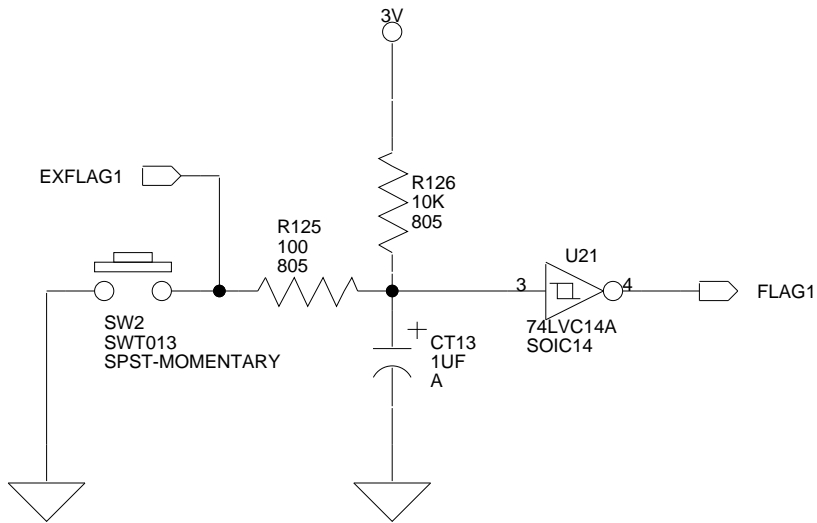 3V
EXFLAG1
R126
10K
805
R125
100
805
U21
3
4
FLAG1
74LVC14A
SOIC14
SW2
SWT013
SPST-MOMENTARY
+
CT13
1UF
A